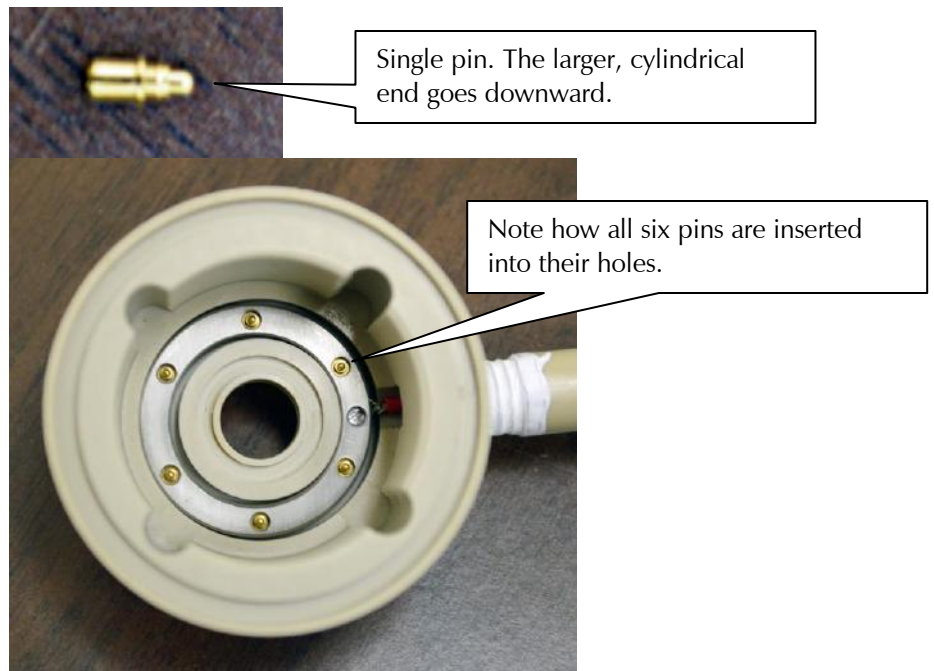 Single pin. The larger, cylindrical
end goes downward.
Note how all six pins are inserted
into their holes.